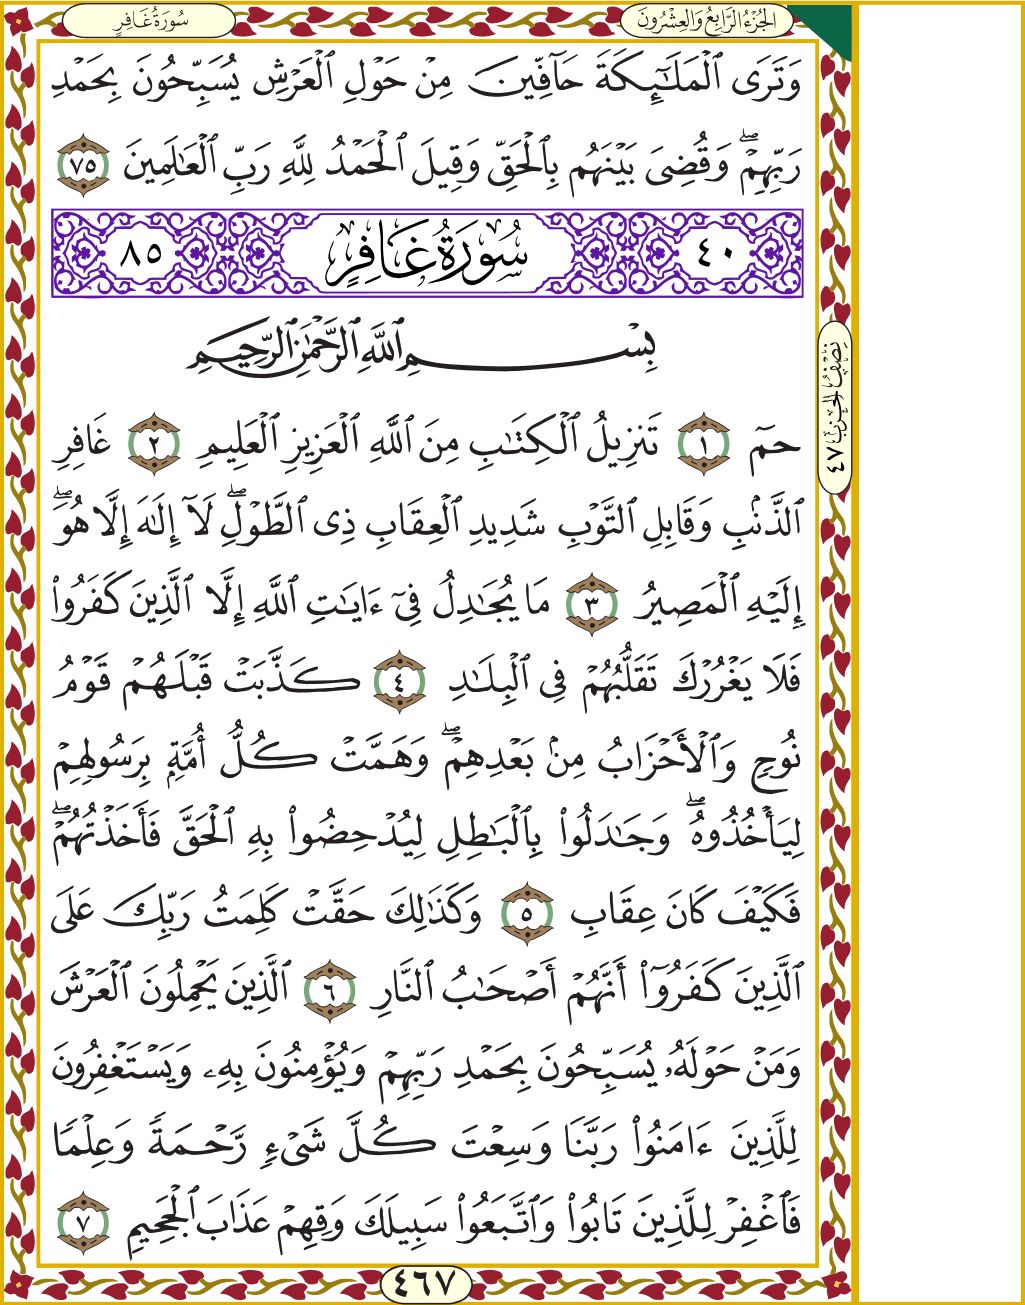 الجُزْءُ الرَّابِعُ وَالعِشْرُونَ
سُورَةُ غَافِرٍ
وَتَرَى ٱلْمَلَـٰٓئِكَةَ حَآفِّينَ مِنْ حَوْلِ ٱلْعَرْشِ يُسَبِّحُونَ بِحَمْدِ
رَبِّهِمْ ۖ وَقُضِىَ بَيْنَهُم بِٱلْحَقِّ وَقِيلَ ٱلْحَمْدُ لِلَّهِ رَبِّ ٱلْعَـٰلَمِينَ ٧٥
٤٠ سُورَةُ غَافِرٍ ٨٥
بِسْمِ ٱللَّهِ ٱلرَّحْمَـٰنِ ٱلرَّحِيمِ
حمٓ ١ تَنزِيلُ ٱلْكِتَـٰبِ مِنَ ٱللَّهِ ٱلْعَزِيزِ ٱلْعَلِيمِ ٢ غَافِرِ
ٱلذَّنۢبِ وَقَابِلِ ٱلتَّوْبِ شَدِيدِ ٱلْعِقَابِ ذِى ٱلطَّوْلِ ۖ لَآ إِلَـٰهَ إِلَّا هُوَ ۖ
إِلَيْهِ ٱلْمَصِيرُ ٣ مَا يُجَـٰدِلُ فِىٓ ءَايَـٰتِ ٱللَّهِ إِلَّا ٱلَّذِينَ كَفَرُوا۟
فَلَا يَغْرُرْكَ تَقَلُّبُهُمْ فِى ٱلْبِلَـٰدِ ٤ كَذَّبَتْ قَبْلَهُمْ قَوْمُ
نُوحٍ وَٱلْأَحْزَابُ مِنۢ بَعْدِهِمْ ۖ وَهَمَّتْ كُلُّ أُمَّةٍۭ بِرَسُولِهِمْ
لِيَأْخُذُوهُ ۖ وَجَـٰدَلُوا۟ بِٱلْبَـٰطِلِ لِيُدْحِضُوا۟ بِهِ ٱلْحَقَّ فَأَخَذْتُهُمْ ۖ
فَكَيْفَ كَانَ عِقَابِ ٥ وَكَذَٰلِكَ حَقَّتْ كَلِمَتُ رَبِّكَ عَلَى
ٱلَّذِينَ كَفَرُوٓا۟ أَنَّهُمْ أَصْحَـٰبُ ٱلنَّارِ ٦ ٱلَّذِينَ يَحْمِلُونَ ٱلْعَرْشَ
وَمَنْ حَوْلَهُۥ يُسَبِّحُونَ بِحَمْدِ رَبِّهِمْ وَيُؤْمِنُونَ بِهِۦ وَيَسْتَغْفِرُونَ
لِلَّذِينَ ءَامَنُوا۟ رَبَّنَا وَسِعْتَ كُلَّ شَىْءٍ رَّحْمَةً وَعِلْمًا
فَٱغْفِرْ لِلَّذِينَ تَابُوا۟ وَٱتَّبَعُوا۟ سَبِيلَكَ وَقِهِمْ عَذَابَ ٱلْجَحِيمِ ٧
نِصْفُ الحِزْبِ ٤٧
٤٦٧